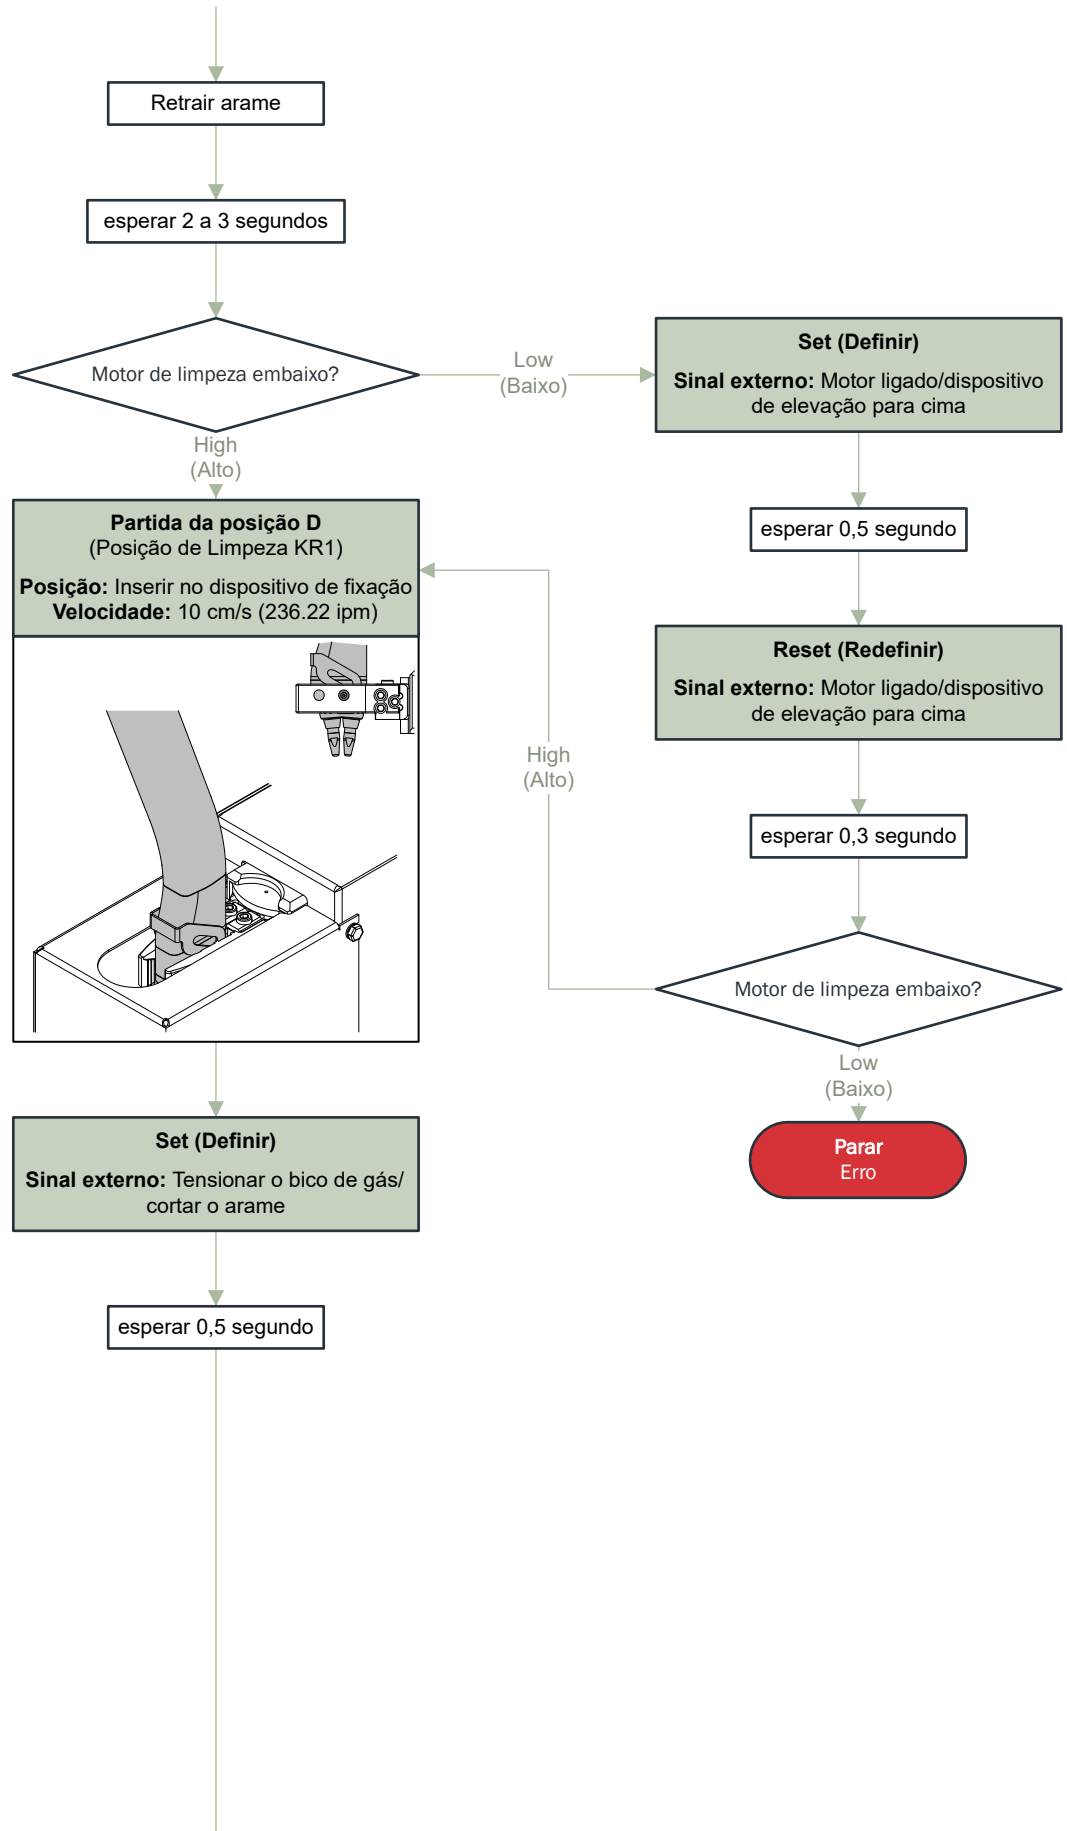 Retrair arame
esperar 2 a 3 segundos
Motor de limpeza embaixo?
Low
(Baixo)
High
(Alto)
Set (Definir)
Sinal externo: Motor ligado/dispositivo
de elevação para cima
esperar 0,5 segundo
Reset (Redefinir)
Sinal externo: Motor ligado/dispositivo
de elevação para cima
esperar 0,3 segundo
Motor de limpeza embaixo?
High
(Alto)
Low
(Baixo)
Parar
Erro
Partida da posição D
(Posição de Limpeza KR1)
Posição: Inserir no dispositivo de fixação
Velocidade: 10 cm/s (236.22 ipm)
Set (Definir)
Sinal externo: Tensionar o bico de gás/
cortar o arame
esperar 0,5 segundo